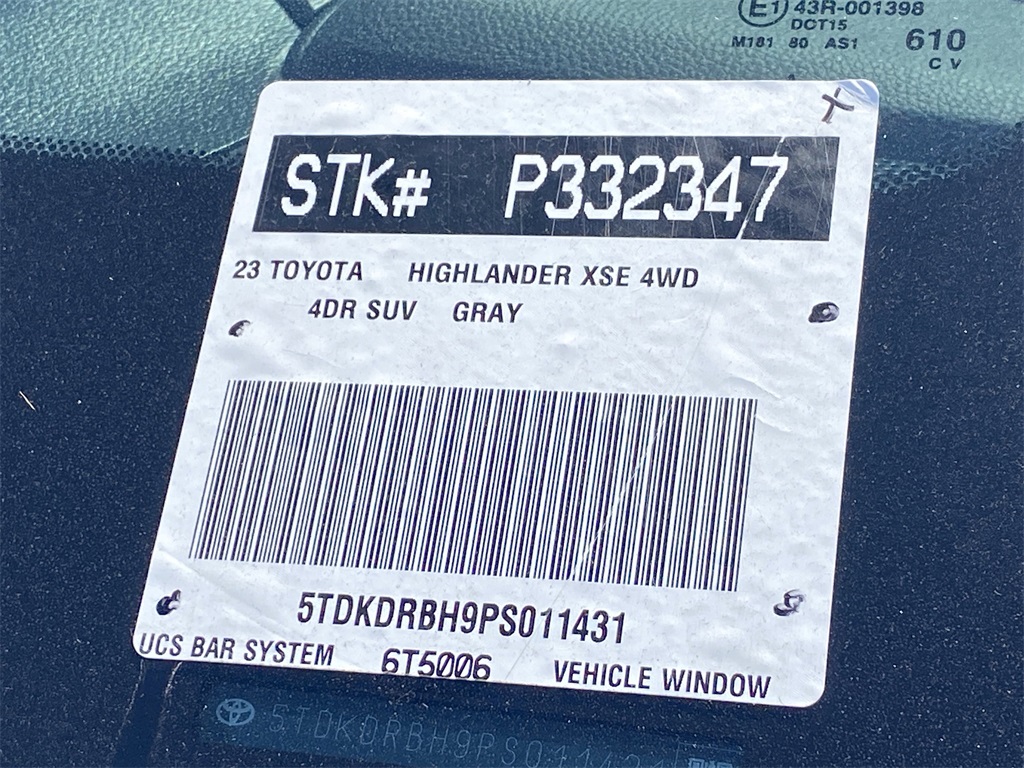 E1 43R-001398
DCT15
M181 80 AS1 610
C V
STK# P332347
23 TOYOTA HIGHLANDER XSE 4WD
4DR SUV GRAY
5TDKDRBH9PS011431
UCS BAR SYSTEM 6T5006 VEHICLE WINDOW
5TDKDRBH9PS011431